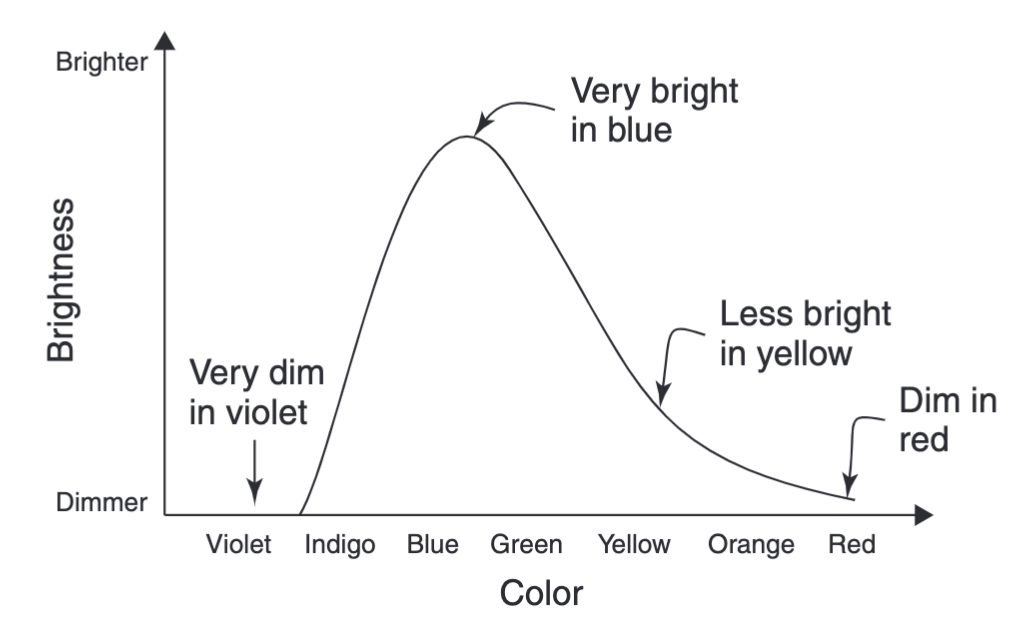 Brighter
Very bright
in blue
Brightness
Less bright
in yellow
Very dim
in violet
Dim in
red
Dimmer
Violet Indigo Blue Green Yellow Orange Red
Color